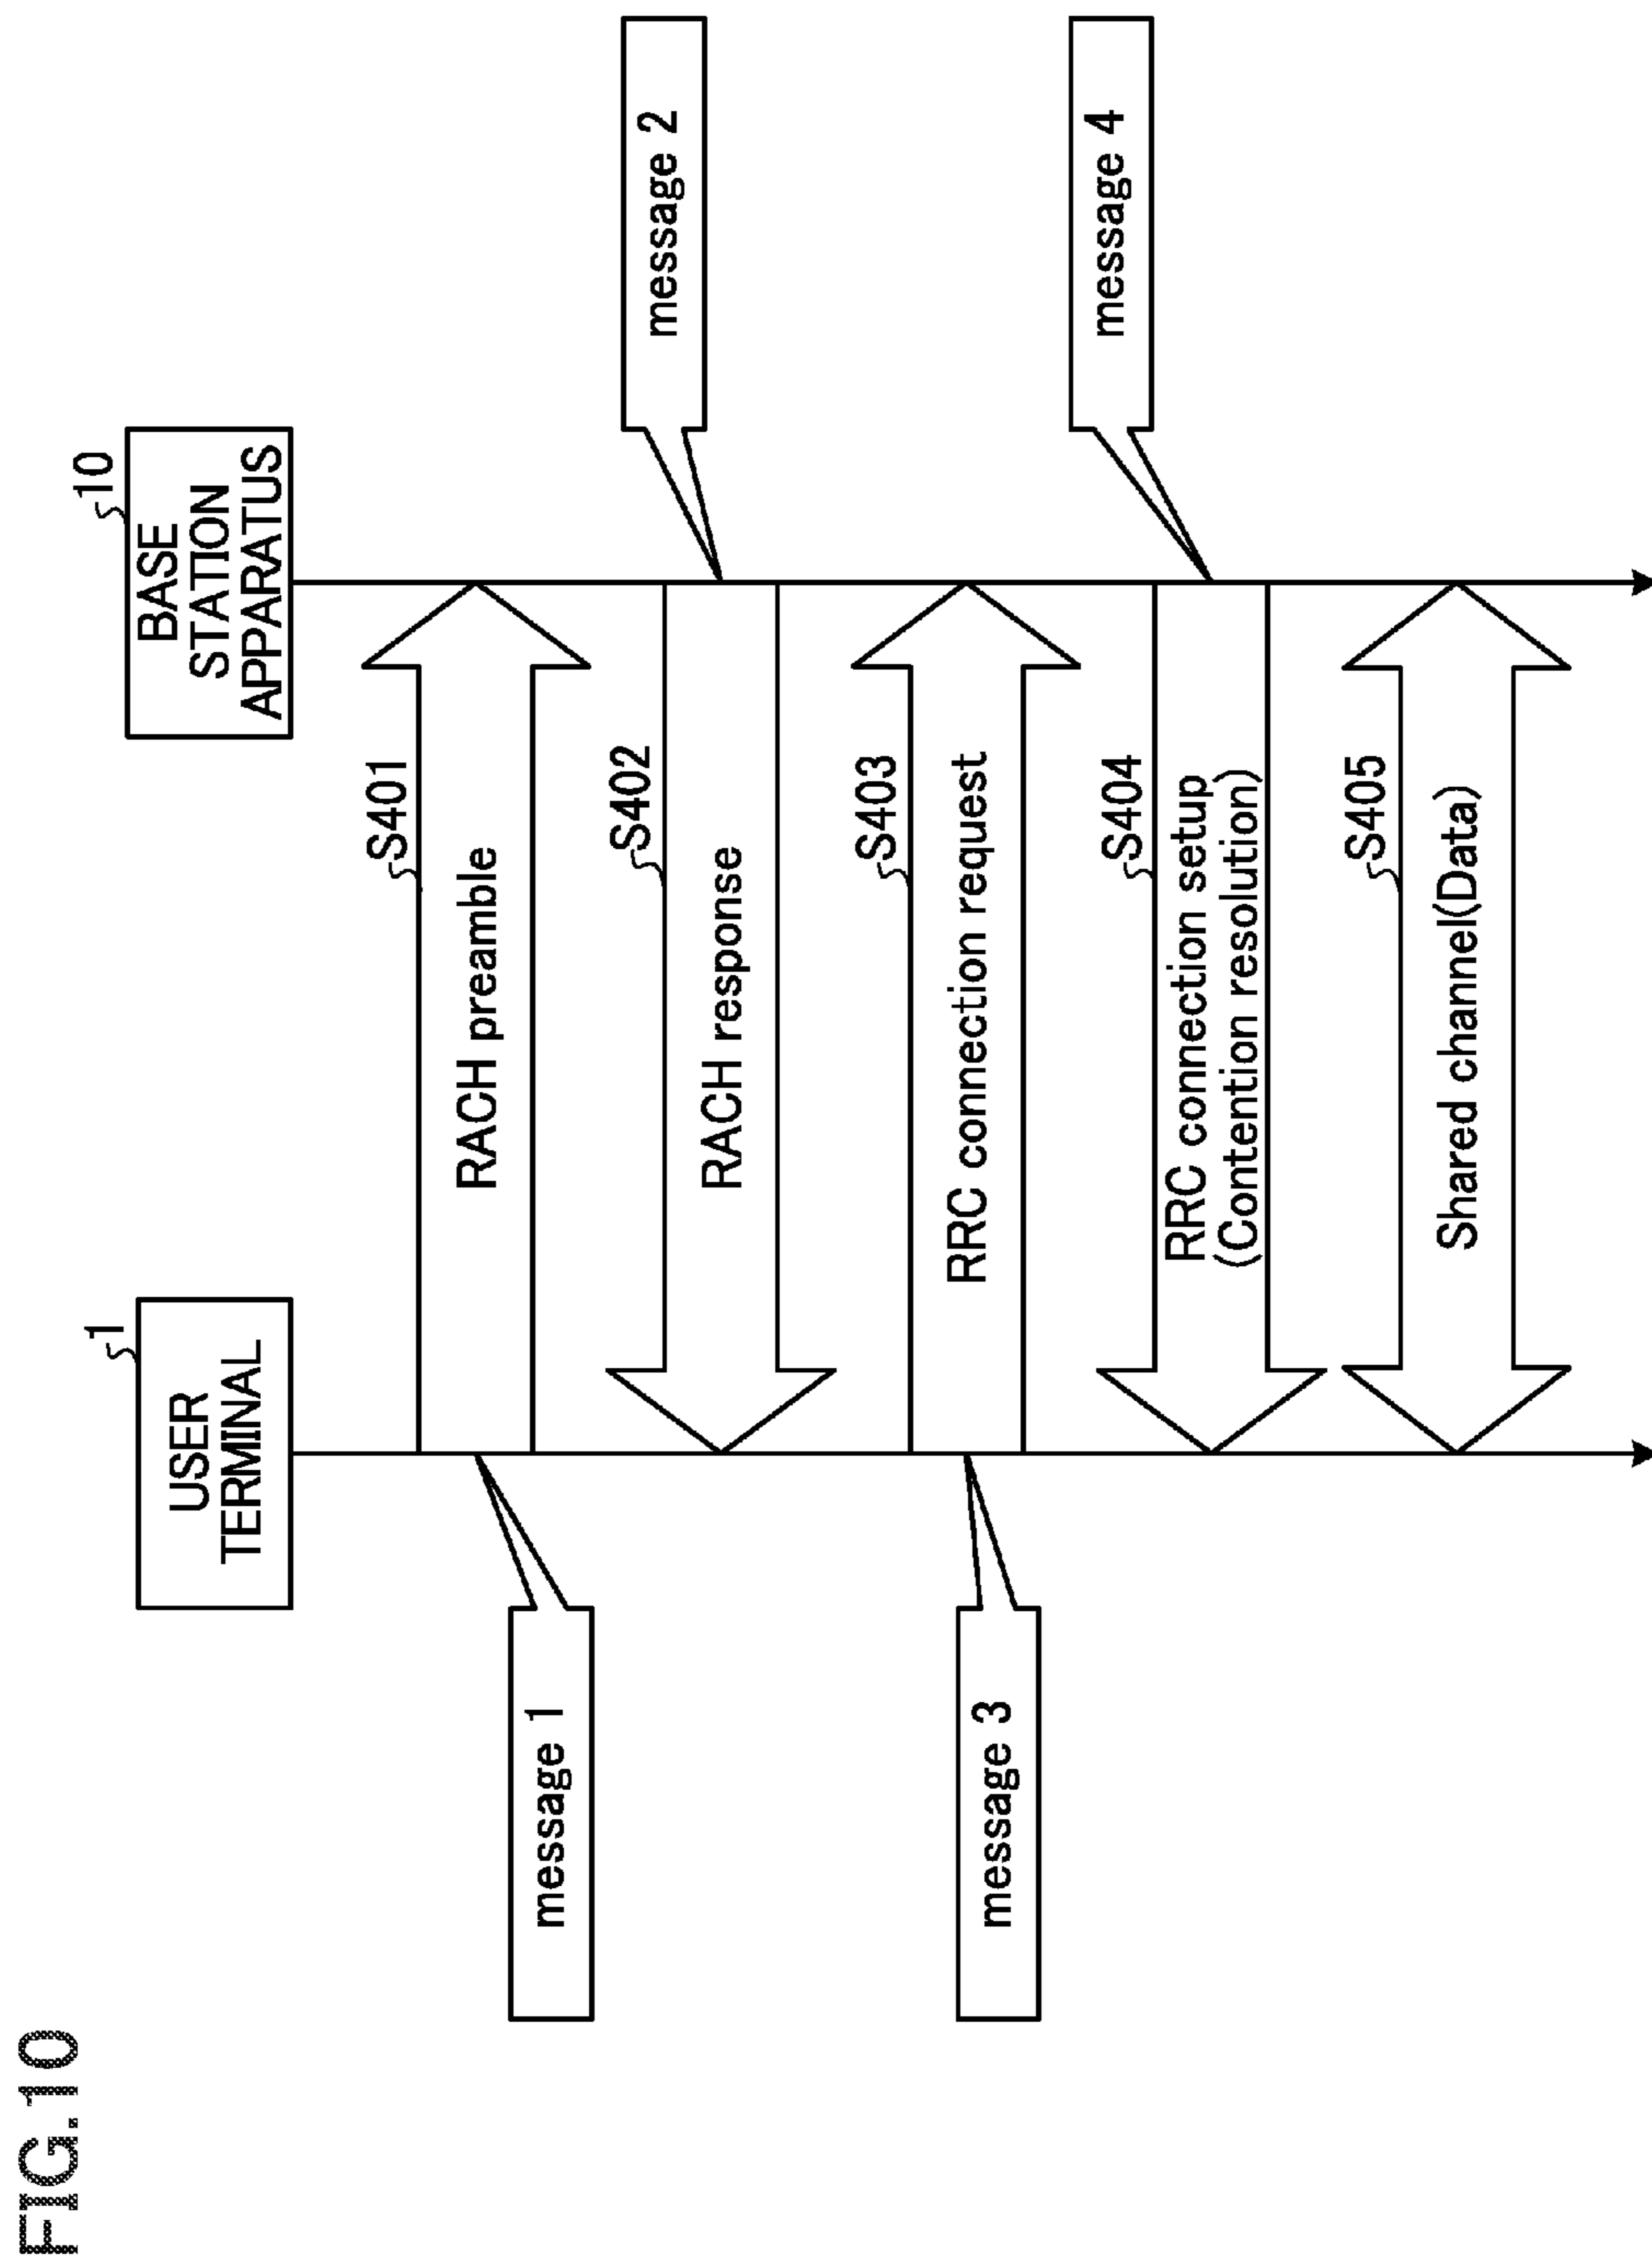 FIG.10
1
USER
TERMINAL
10
BASE
STATION
APPARATUS
message 1
S401
RACH preamble
message 2
S402
RACH response
message 3
S403
RRC connection request
message 4
S404
RRC connection setup
(Contention resolution)
S405
Shared channel(Data)